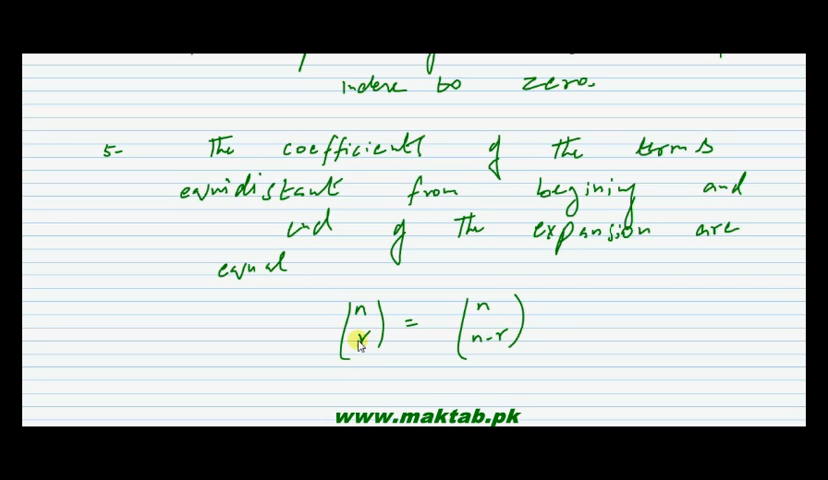 index to zero.
5- The coefficients of the terms
equidistant from begining and
end of the expansion are
equal
(n r) = (n n-r)
www.maktab.pk